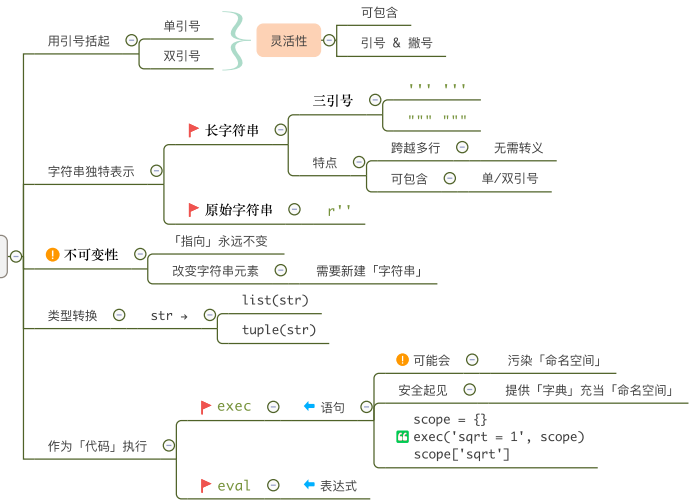 用引号括起
单引号
双引号
灵活性
可包含
引号 & 撇号
字符串独特表示
长字符串
三引号
''' '''
""" """
特点
跨越多行
无需转义
可包含
单/双引号
原始字符串
r''
不可变性
「指向」永远不变
改变字符串元素
需要新建「字符串」
类型转换
str →
list(str)
tuple(str)
作为「代码」执行
exec
语句
可能会
污染「命名空间」
安全起见
提供「字典」充当「命名空间」
scope = {}
exec('sqrt = 1', scope)
scope['sqrt']
eval
表达式